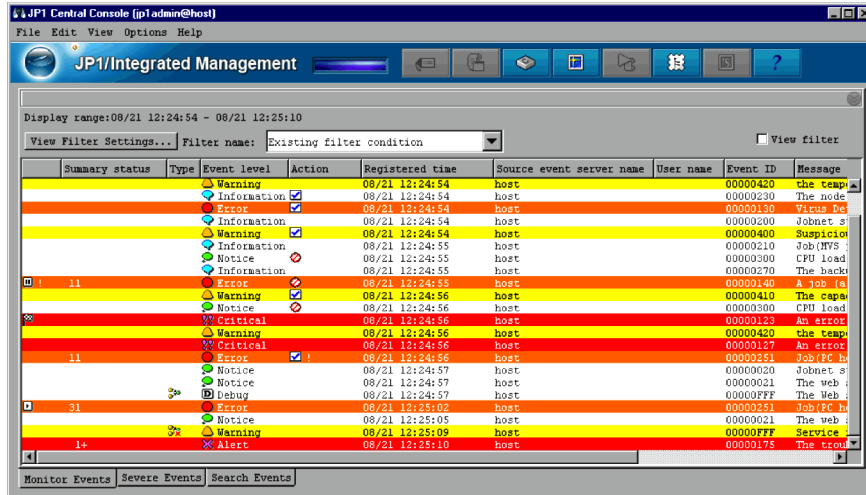 JP1 Central Console (jp1admin@host)
File Edit View Options Help
JP1/Integrated Management
Display range:08/21 12:24:54 - 08/21 12:25:10
View Filter Settings... Filter name: Existing filter condition View filter
Summary status Type Event level Action Registered time Source event server name User name Event ID Message
Warning 08/21 12:24:54 host 00000420 the tempe
Information 08/21 12:24:54 host 00000230 The node
Error 08/21 12:24:54 host 00000130 Virus De
Information 08/21 12:24:54 host 00000200 Jobnet s
Warning 08/21 12:24:54 host 00000400 Suspiciou
Information 08/21 12:24:55 host 00000210 Job(MVS
Notice 08/21 12:24:55 host 00000300 CPU load
Information 08/21 12:24:55 host 00000270 The back
! 11 Error 08/21 12:24:55 host 00000140 A job (a
Warning 08/21 12:24:56 host 00000410 The capa
Notice 08/21 12:24:56 host 00000300 CPU load
Critical 08/21 12:24:56 host 00000123 An error
Warning 08/21 12:24:56 host 00000420 the tempe
Critical 08/21 12:24:56 host 00000127 An error
11 Error ! 08/21 12:24:56 host 00000251 Job(PC h
Notice 08/21 12:24:57 host 00000020 Jobnet s
Notice 08/21 12:24:57 host 00000021 The web
D Debug 08/21 12:24:57 host 00000FFF The Web
31 Error 08/21 12:25:02 host 00000251 Job(PC h
Notice 08/21 12:25:05 host 00000021 The web
Warning 08/21 12:25:09 host 00000FFF Service
1+ Alert 08/21 12:25:10 host 00000175 The trou
Monitor Events Severe Events Search Events